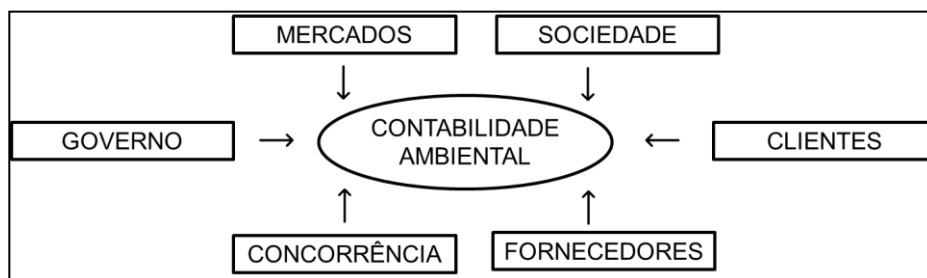 MERCADOS
SOCIEDADE
GOVERNO
CONTABILIDADE
AMBIENTAL
CLIENTES
CONCORRÊNCIA
FORNECEDORES